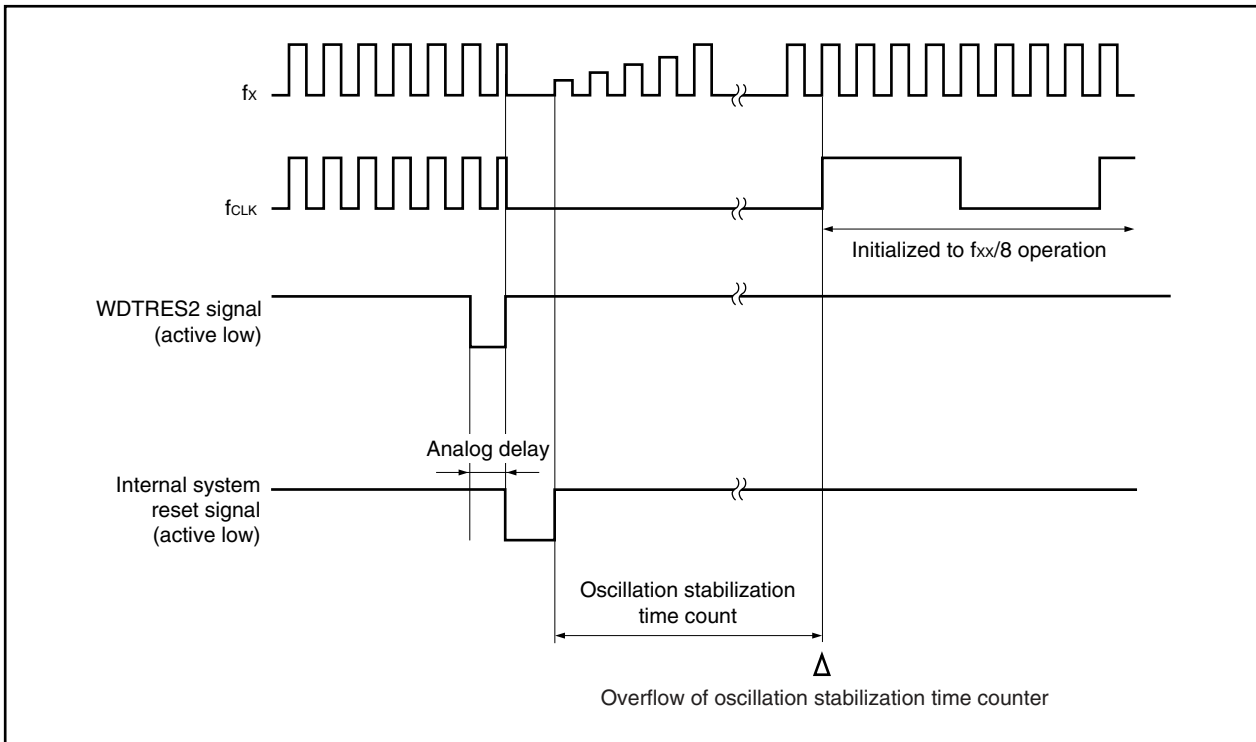 fX
fCLK
Initialized to fXX/8 operation
WDTRES2 signal
(active low)
Analog delay
Internal system
reset signal
(active low)
Oscillation stabilization
time count
Overflow of oscillation stabilization time counter